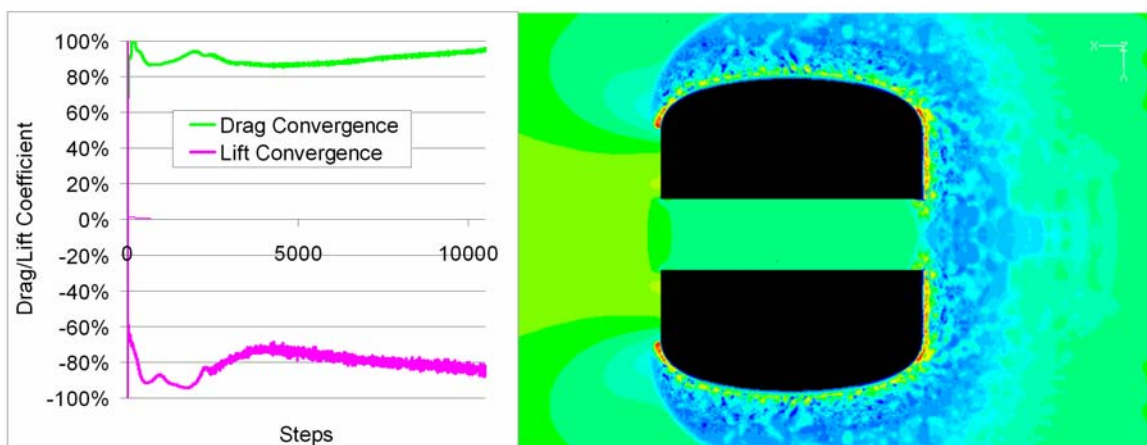 100%
80%
60%
40%
20%
0%
-20%
-40%
-60%
-80%
-100%
Drag/Lift Coefficient
Drag Convergence
Lift Convergence
0
5000
10000
Steps
X
Z
Y